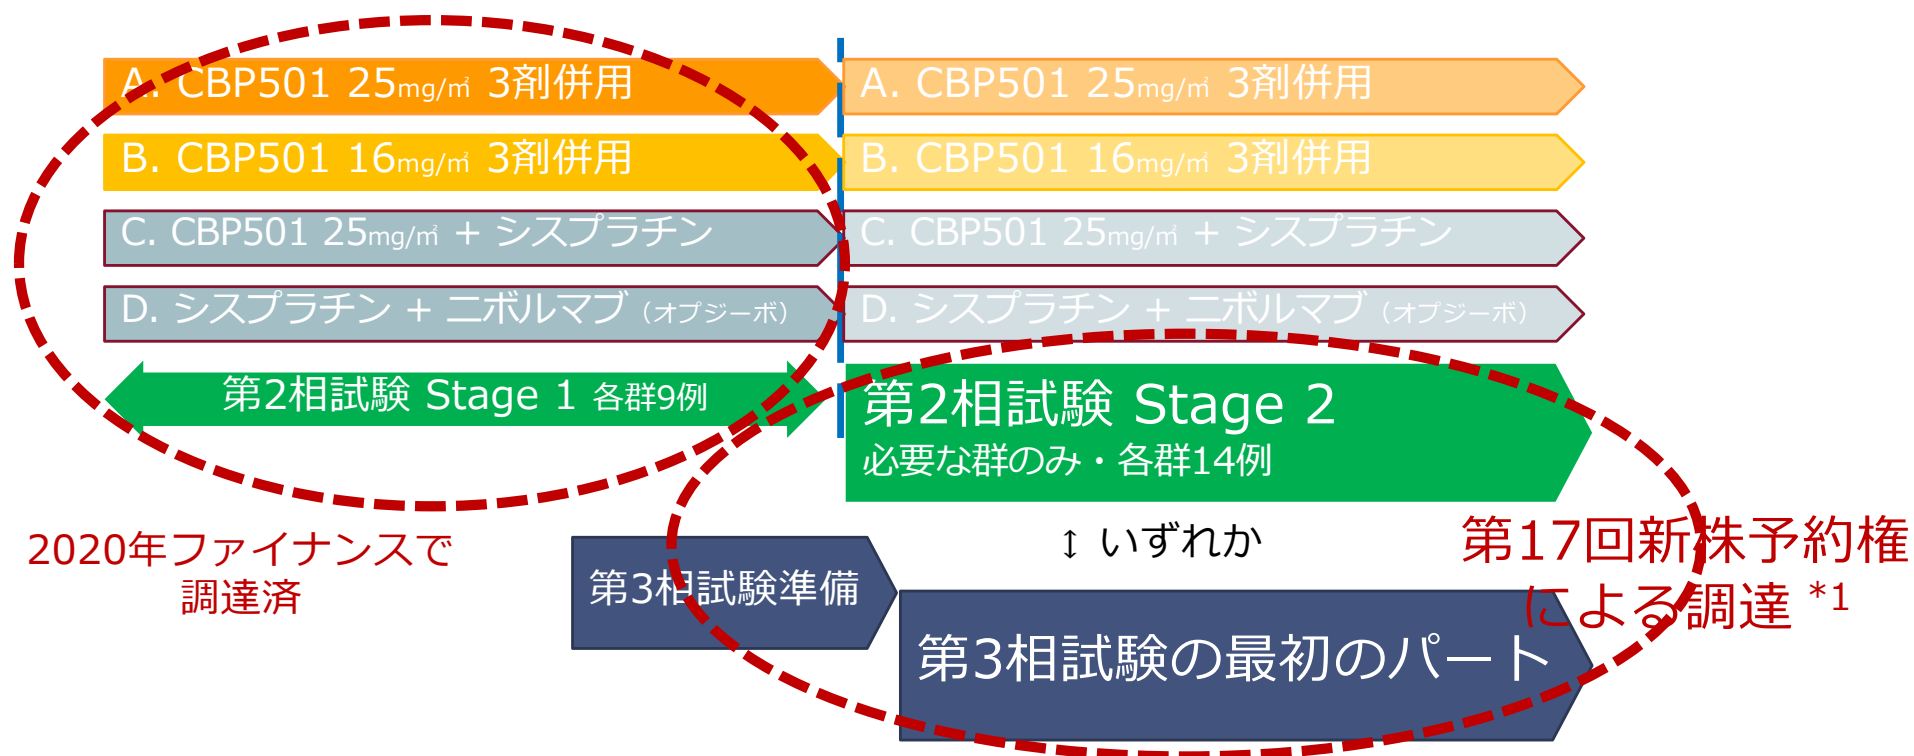 A. CBP501 25mg/㎡ 3剤併用
A. CBP501 25mg/㎡ 3剤併用
B. CBP501 16mg/㎡ 3剤併用
B. CBP501 16mg/㎡ 3剤併用
C. CBP501 25mg/㎡ + シスプラチン
C. CBP501 25mg/㎡ + シスプラチン
D. シスプラチン + ニボルマブ（オプジーボ）
D. シスプラチン + ニボルマブ（オプジーボ）
第2相試験 Stage 1 各群9例
第2相試験 Stage 2
必要な群のみ・各群14例
2020年ファイナンスで
調達済
↕ いずれか
第17回新株予約権
による調達 *1
第3相試験準備
第3相試験の最初のパート